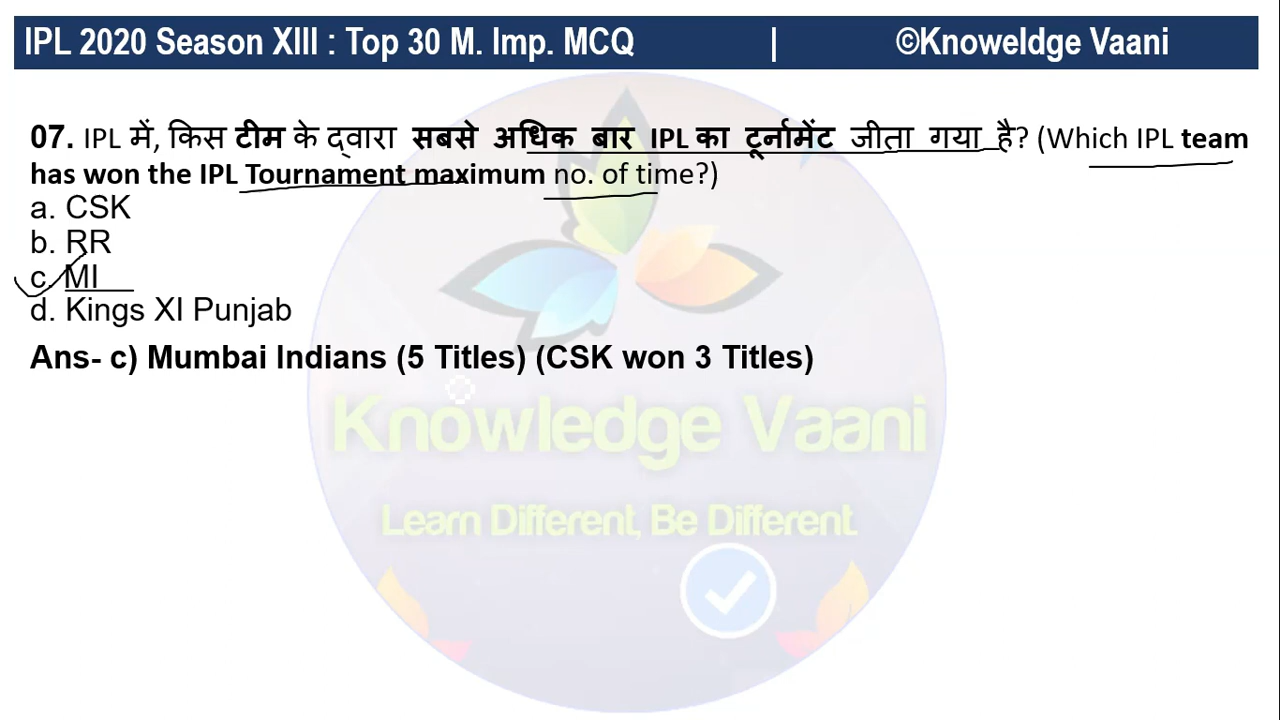 IPL 2020 Season XIII : Top 30 M. Imp. MCQ | ©Knoweldge Vaani
07. IPL में, किस टीम के द्वारा सबसे अधिक बार IPL का टूर्नामेंट जीता गया है? (Which IPL team
has won the IPL Tournament maximum no. of time?)
a. CSK
b. RR
c. MI
d. Kings XI Punjab
Ans- c) Mumbai Indians (5 Titles) (CSK won 3 Titles)
Knowledge Vaani
Learn Different, Be Different